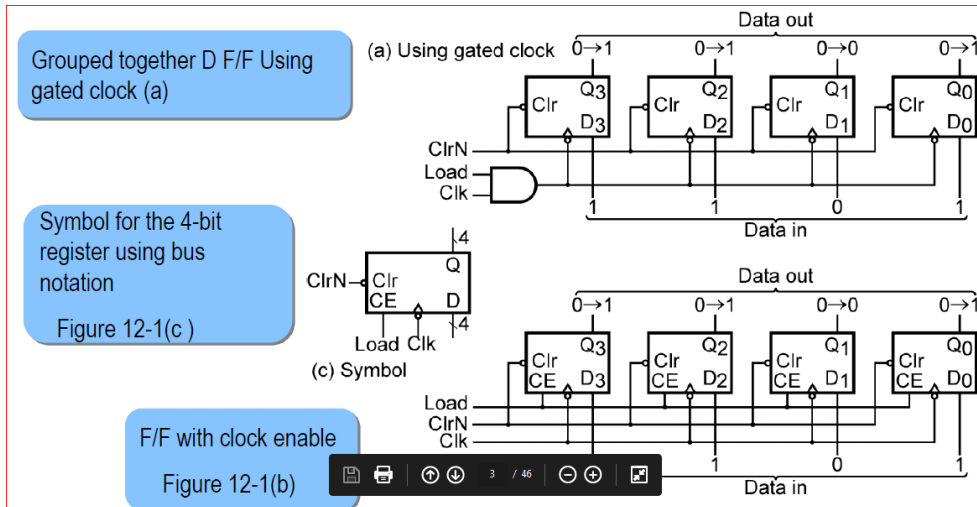 Grouped together D F/F Using
gated clock (a)
(a) Using gated clock
Data out
0→1 0→1 0→0 0→1
Q3 Q2 Q1 Q0
Clr Clr Clr Clr
D3 D2 D1 D0
ClrN
Load
Clk
1 1 0 1
Data in
Symbol for the 4-bit
register using bus
notation
Figure 12-1(c )
4
Q
ClrN Clr
CE D
4
Load Clk
(c) Symbol
Data out
0→1 0→1 0→0 0→1
Q3 Q2 Q1 Q0
Clr Clr Clr Clr
CE D3 CE D2 CE D1 CE D0
Load
ClrN
Clk
1 0 1
Data in
F/F with clock enable
Figure 12-1(b)
3 / 46